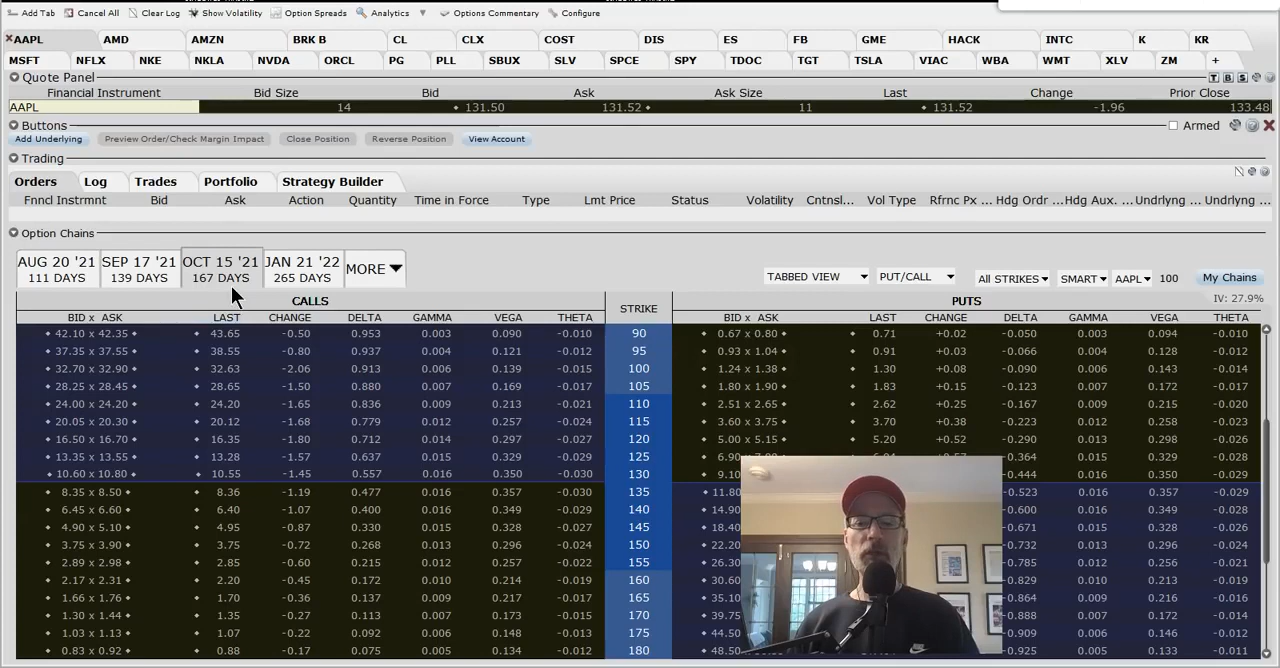 Add Tab Cancel All Clear Log Show Volatility Option Spreads Analytics Options Commentary Configure
AAPL AMD AMZN BRK B CL CLX COST DIS ES FB GME HACK INTC K KR
MSFT NFLX NKE NKLA NVDA ORCL PG PLL SBUX SLV SPCE SPY TDOC TGT TSLA VIAC WBA WMT XLV ZM +
Quote Panel T B S
Financial Instrument Bid Size Bid Ask Ask Size Last Change Prior Close
AAPL 14 131.50 131.52 11 131.52 -1.96 133.48
Buttons Armed
Add Underlying Preview Order/Check Margin Impact Close Position Reverse Position View Account
Trading
Orders Log Trades Portfolio Strategy Builder
Fnncl Instrmnt Bid Ask Action Quantity Time in Force Type Lmt Price Status Volatility Cntnsl... Vol Type Rfrnc Px ... Hdg Ordr ... Hdg Aux. ... Undrlyng ... Undrlyng ...
Option Chains
AUG 20 '21 SEP 17 '21 OCT 15 '21 JAN 21 '22 MORE
111 DAYS 139 DAYS 167 DAYS 265 DAYS
TABBED VIEW PUT/CALL All STRIKES SMART AAPL 100 My Chains
CALLS STRIKE PUTS IV: 27.9%
BID x ASK LAST CHANGE DELTA GAMMA VEGA THETA BID x ASK LAST CHANGE DELTA GAMMA VEGA THETA
42.10 x 42.35 43.65 -0.50 0.953 0.003 0.090 -0.010 90 0.67 x 0.80 0.71 +0.02 -0.050 0.003 0.094 -0.010
37.35 x 37.55 38.55 -0.80 0.937 0.004 0.121 -0.012 95 0.93 x 1.04 0.91 +0.03 -0.066 0.004 0.128 -0.012
32.70 x 32.90 32.63 -2.06 0.913 0.006 0.139 -0.015 100 1.24 x 1.38 1.30 +0.08 -0.090 0.006 0.143 -0.014
28.25 x 28.45 28.65 -1.50 0.880 0.007 0.169 -0.017 105 1.80 x 1.90 1.83 +0.15 -0.123 0.007 0.172 -0.017
24.00 x 24.20 24.20 -1.65 0.836 0.009 0.213 -0.021 110 2.51 x 2.65 2.62 +0.25 -0.167 0.009 0.215 -0.020
20.05 x 20.30 20.12 -1.68 0.779 0.012 0.257 -0.024 115 3.60 x 3.75 3.70 +0.38 -0.223 0.012 0.258 -0.023
16.50 x 16.70 16.35 -1.80 0.712 0.014 0.297 -0.027 120 5.00 x 5.15 5.20 +0.52 -0.290 0.013 0.298 -0.026
13.35 x 13.55 13.28 -1.57 0.637 0.015 0.329 -0.029 125 6.90 -0.364 0.015 0.329 -0.028
10.60 x 10.80 10.55 -1.45 0.557 0.016 0.350 -0.030 130 9.10 -0.444 0.016 0.350 -0.029
8.35 x 8.50 8.36 -1.19 0.477 0.016 0.357 -0.030 135 11.80 -0.523 0.016 0.357 -0.029
6.45 x 6.60 6.40 -1.07 0.400 0.016 0.349 -0.029 140 14.90 -0.600 0.016 0.348 -0.028
4.90 x 5.10 4.95 -0.87 0.330 0.015 0.328 -0.027 145 18.40 -0.671 0.015 0.328 -0.026
3.75 x 3.90 3.75 -0.72 0.268 0.013 0.296 -0.024 150 22.20 -0.732 0.013 0.296 -0.024
2.89 x 2.98 2.85 -0.60 0.215 0.012 0.257 -0.022 155 26.30 -0.785 0.012 0.257 -0.021
2.17 x 2.31 2.20 -0.45 0.172 0.010 0.214 -0.019 160 30.60 -0.829 0.010 0.213 -0.019
1.66 x 1.76 1.70 -0.36 0.137 0.009 0.217 -0.017 165 35.10 -0.864 0.009 0.216 -0.016
1.30 x 1.44 1.35 -0.27 0.113 0.007 0.173 -0.015 170 39.75 -0.888 0.007 0.172 -0.014
1.03 x 1.13 1.07 -0.22 0.092 0.006 0.148 -0.013 175 44.50 -0.909 0.006 0.146 -0.012
0.83 x 0.92 0.88 -0.17 0.075 0.005 0.134 -0.012 180 48.50 -0.925 0.005 0.133 -0.011